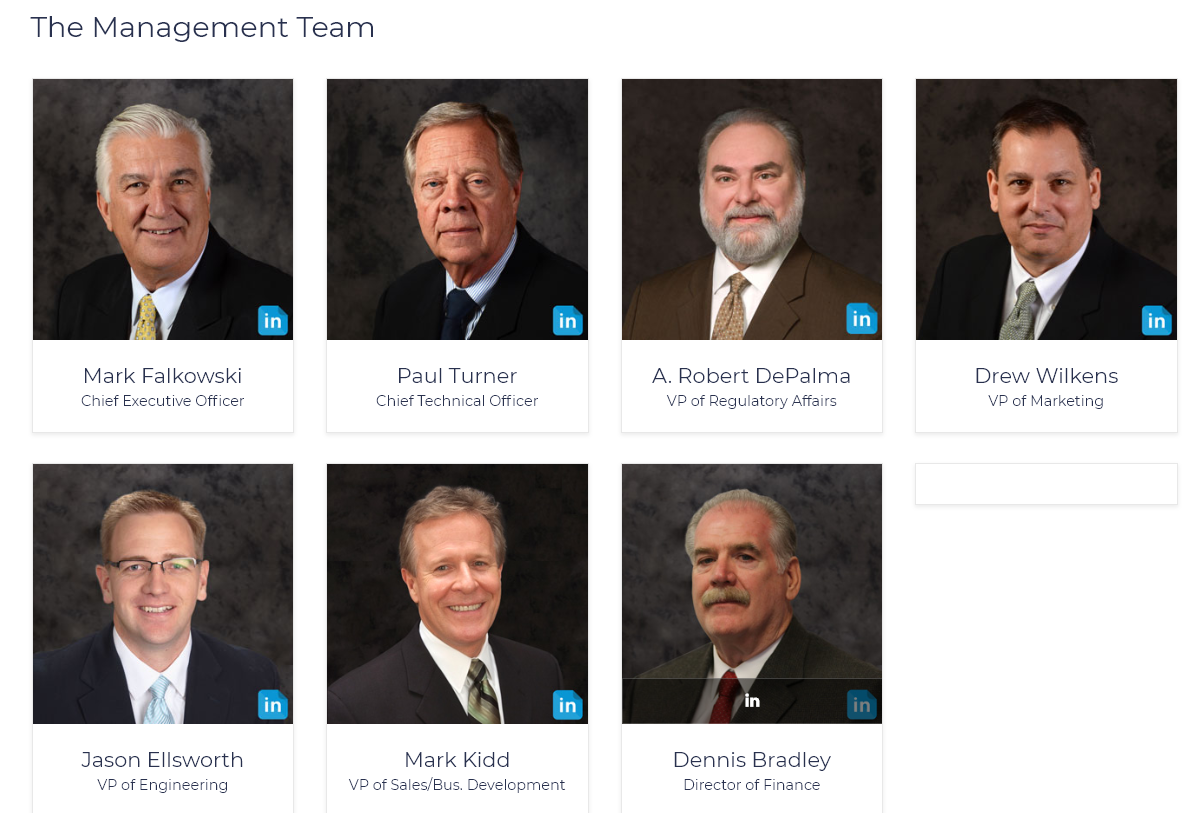 The Management Team
in
in
in
in
Mark Falkowski
Chief Executive Officer
Paul Turner
Chief Technical Officer
A. Robert DePalma
VP of Regulatory Affairs
Drew Wilkens
VP of Marketing
in
in
in
in
Jason Ellsworth
VP of Engineering
Mark Kidd
VP of Sales/Bus. Development
Dennis Bradley
Director of Finance